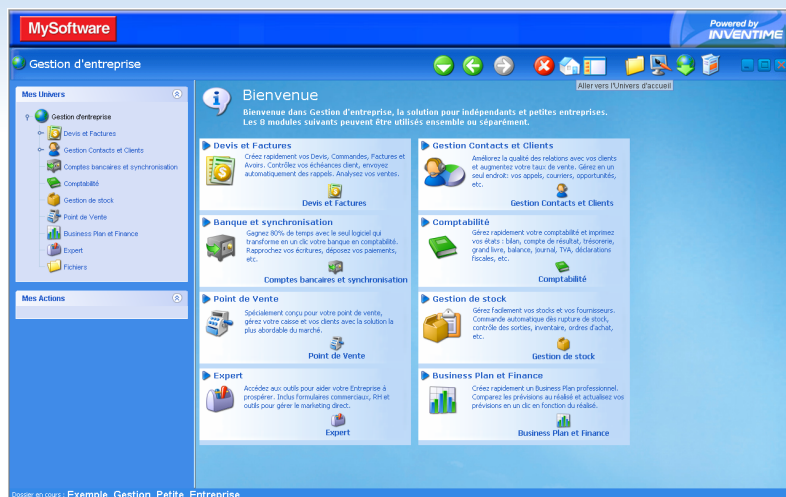 MySoftware
Powered by
INVENTIME
Gestion d'entreprise
Aller vers l'Univers d'accueil
Mes Univers
Gestion d'entreprise
Devis et Factures
Gestion Contacts et Clients
Comptes bancaires et synchronisation
Comptabilité
Gestion de stock
Point de Vente
Business Plan et Finance
Expert
Fichiers
Mes Actions
Bienvenue
Bienvenue dans Gestion d'entreprise, la solution pour indépendants et petites entreprises.
Les 8 modules suivants peuvent être utilisés ensemble ou séparément.
Devis et Factures
Créez rapidement vos Devis, Commandes, Factures et
Avoirs. Contrôlez vos échéances client, envoyez
automatiquement des rappels. Analysez vos ventes.
Devis et Factures
Gestion Contacts et Clients
Améliorez la qualité des relations avec vos clients
et augmentez votre taux de vente. Gérez en un
seul endroit: vos appels, courriers, opportunités,
etc.
Gestion Contacts et Clients
Banque et synchronisation
Gagnez 80% de temps avec le seul logiciel qui
transforme en un clic votre banque en comptabilité.
Rapprochez vos écritures, déposez vos paiements,
etc.
Comptes bancaires et synchronisation
Comptabilité
Gérez rapidement votre comptabilité et imprimez
vos états : bilan, compte de résultat, trésorerie,
grand livre, balance, journal, TVA, déclarations
fiscales, etc.
Comptabilité
Point de Vente
Spécialement conçu pour votre point de vente,
gérez votre caisse et vos clients avec la solution la
plus abordable du marché.
Point de Vente
Gestion de stock
Gérez facilement vos stocks et vos fournisseurs.
Commande automatique dès rupture de stock,
contrôle des sorties, inventaire, ordres d'achat,
etc.
Gestion de stock
Expert
Accédez aux outils pour aider votre Entreprise à
prospérer. Inclus formulaires commerciaux, RH et
outils pour gérer le marketing direct.
Expert
Business Plan et Finance
Créez rapidement un Business Plan professionnel.
Comparez les prévisions au réalisé et actualisez vos
prévisions en un clic en fonction du réalisé.
Business Plan et Finance
Dossier en cours : Exemple Gestion Petite Entreprise